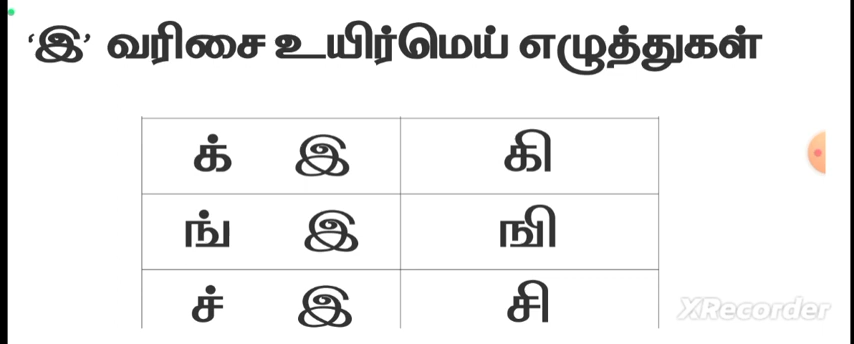 ‘இ’ வரிசை உயிர்மெய் எழுத்துகள்
க் இ கி
ங் இ ஙி
ச் இ சி
XRecorder